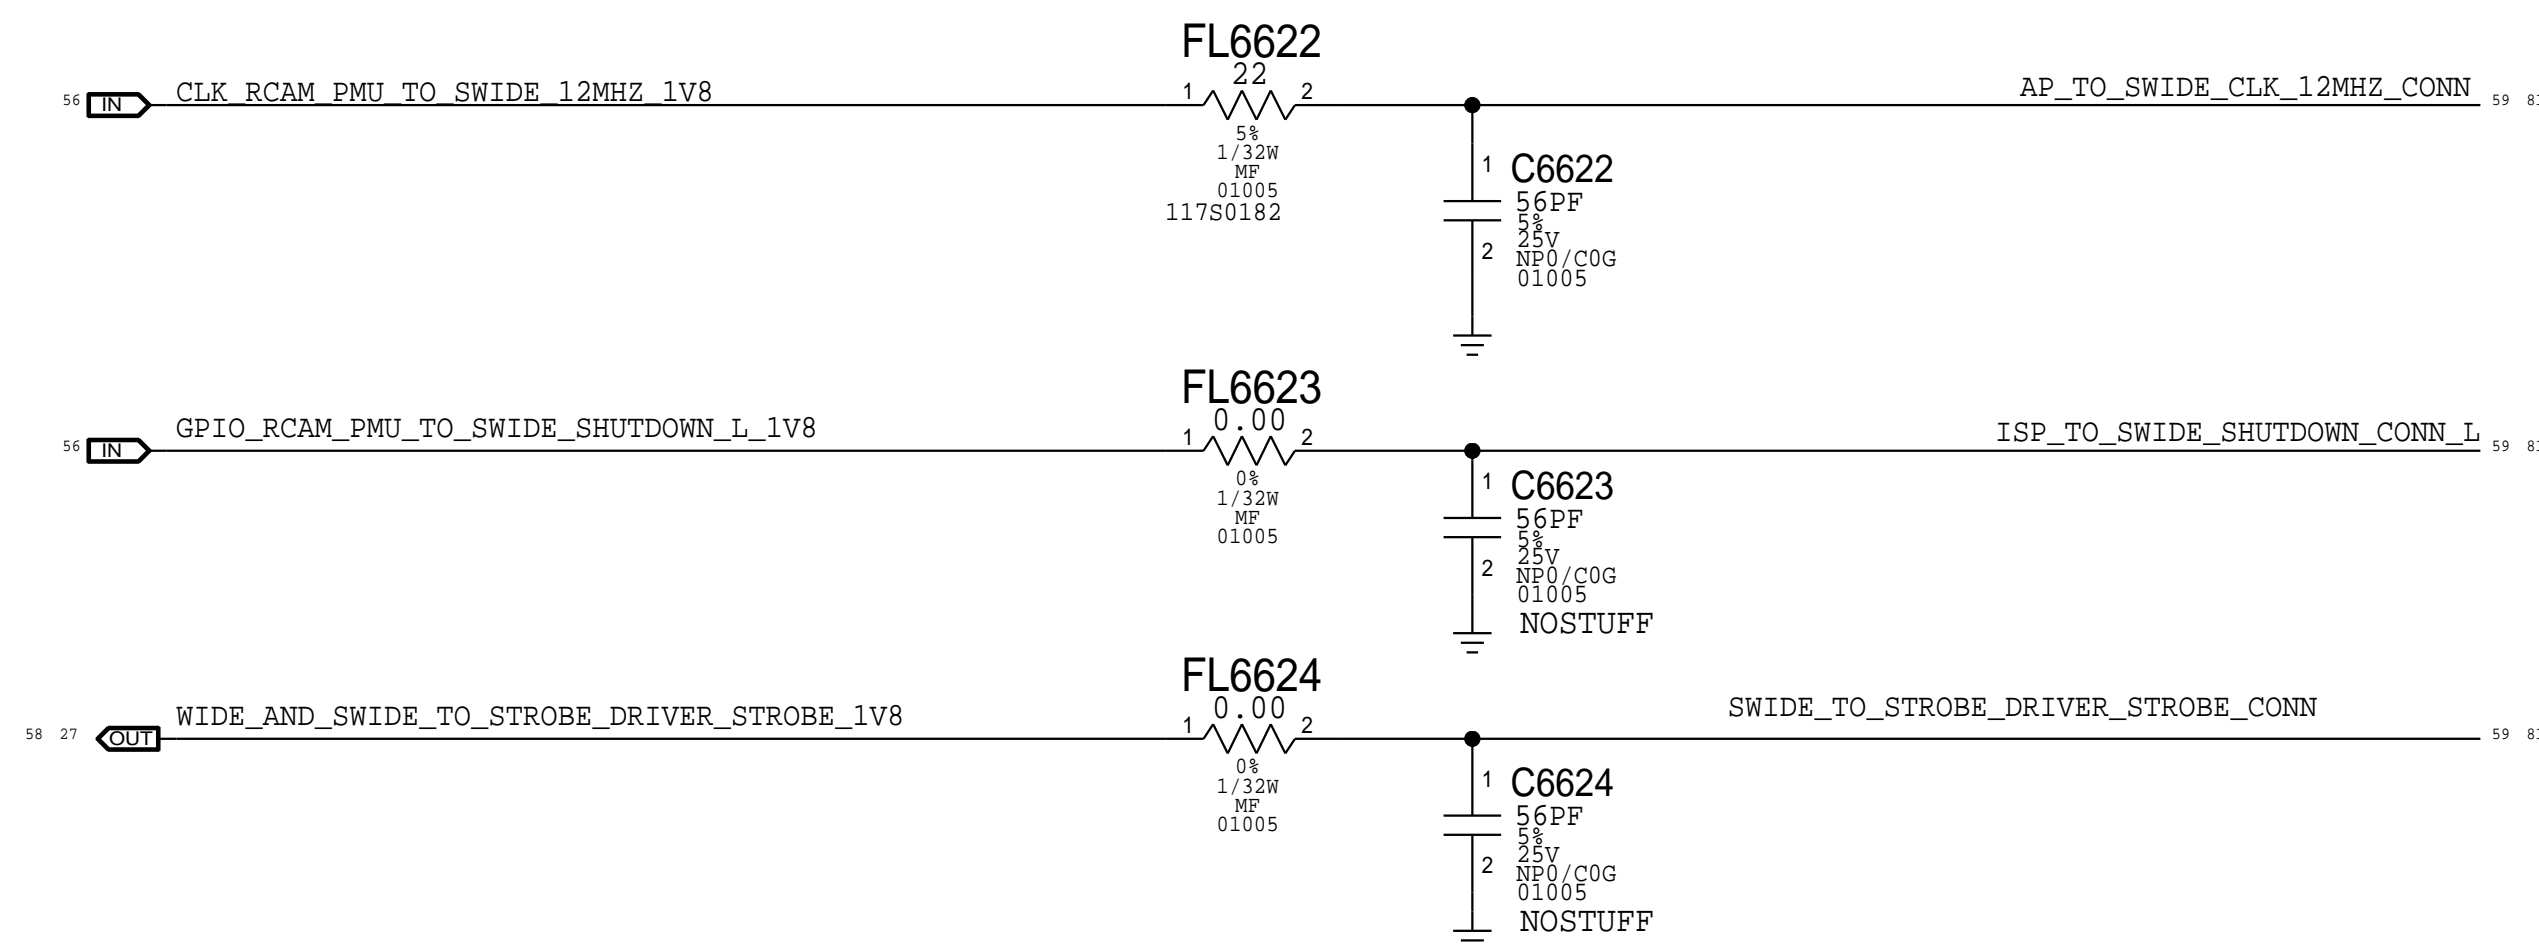 FL6622
22
56 IN CLK_RCAM_PMU_TO_SWIDE_12MHZ_1V8 1 2 AP_TO_SWIDE_CLK_12MHZ_CONN 59
5%
1/32W
MF
01005
117S0182
1 C6622
56PF
5%
25V
2 NP0/C0G
01005
FL6623
0.00
56 IN GPIO_RCAM_PMU_TO_SWIDE_SHUTDOWN_L_1V8 1 2 ISP_TO_SWIDE_SHUTDOWN_CONN_L 59
0%
1/32W
MF
01005
1 C6623
56PF
5%
25V
2 NP0/C0G
01005
NOSTUFF
FL6624
0.00
58 27 OUT WIDE_AND_SWIDE_TO_STROBE_DRIVER_STROBE_1V8 1 2 SWIDE_TO_STROBE_DRIVER_STROBE_CONN 59
0%
1/32W
MF
01005
1 C6624
56PF
5%
25V
2 NP0/C0G
01005
NOSTUFF